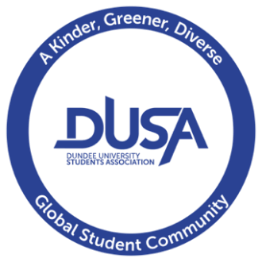 A Kinder, Greener, Diverse
DUSA
DUNDEE UNIVERSITY
STUDENTS ASSOCIATION
Global Student Community